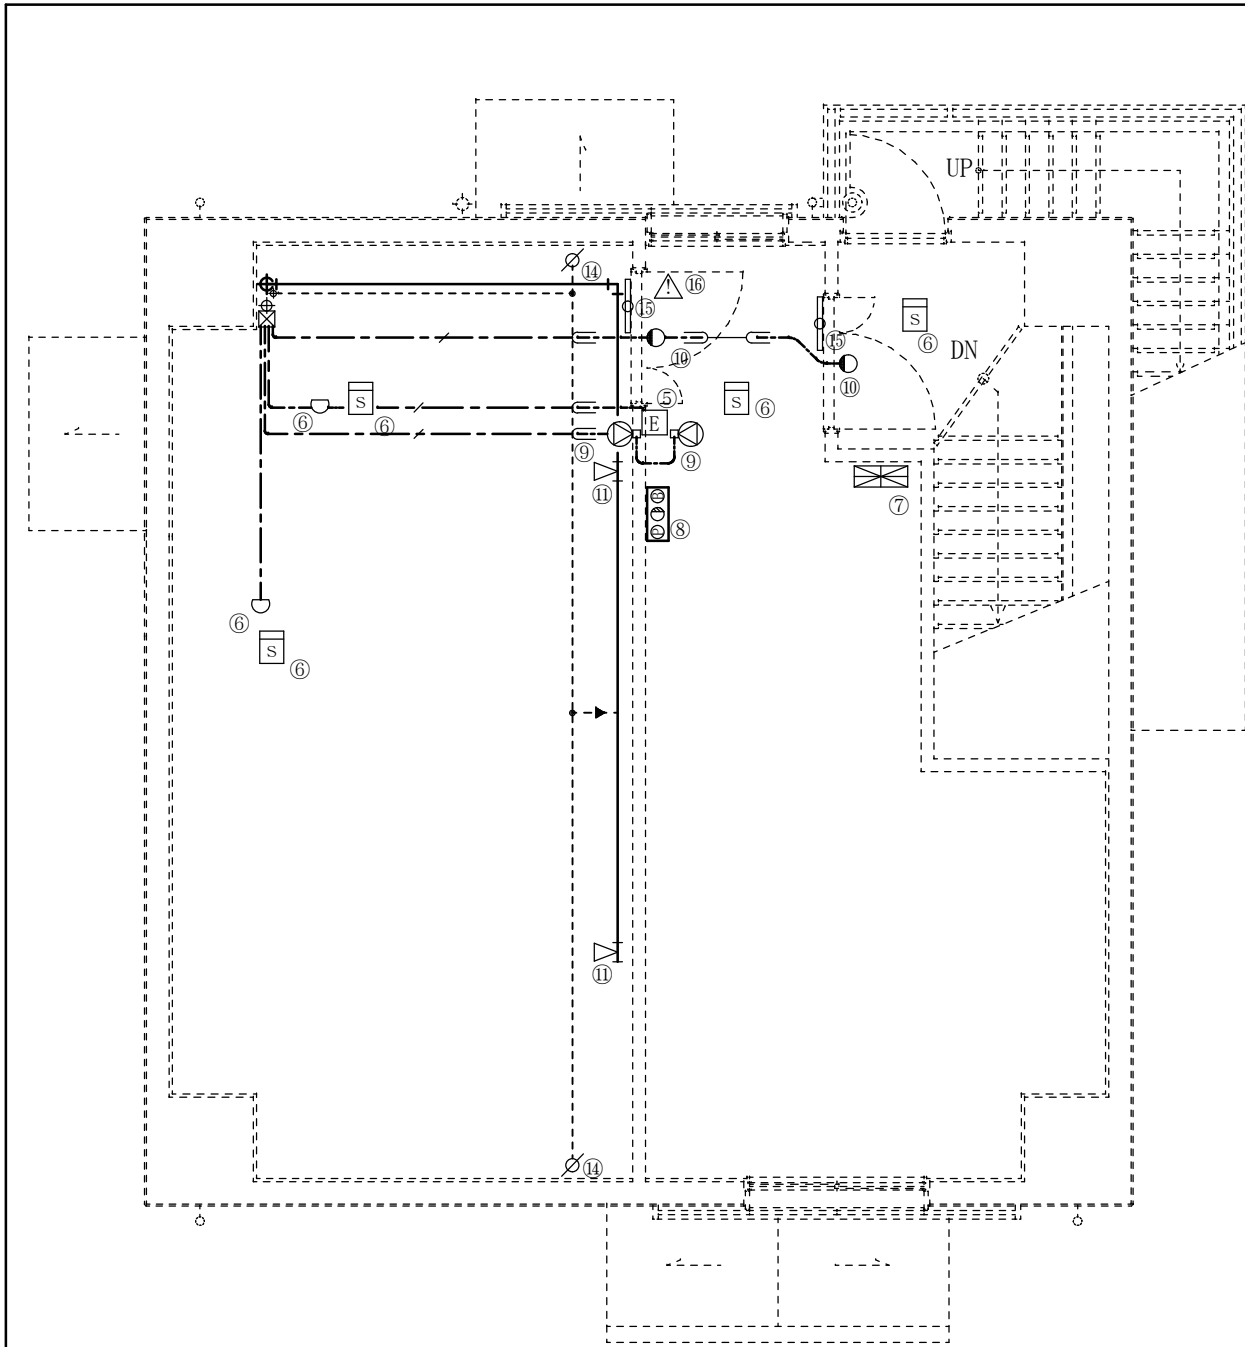 UP
⑭
⑯
⑮
⑮
S
⑥
⑩
DN
⑩
S
⑥
⑥
⑤
S
⑥
E
⑨
⑨
⑪
⑦
P
B
⑧
⑥
S
⑥
⑪
⑭